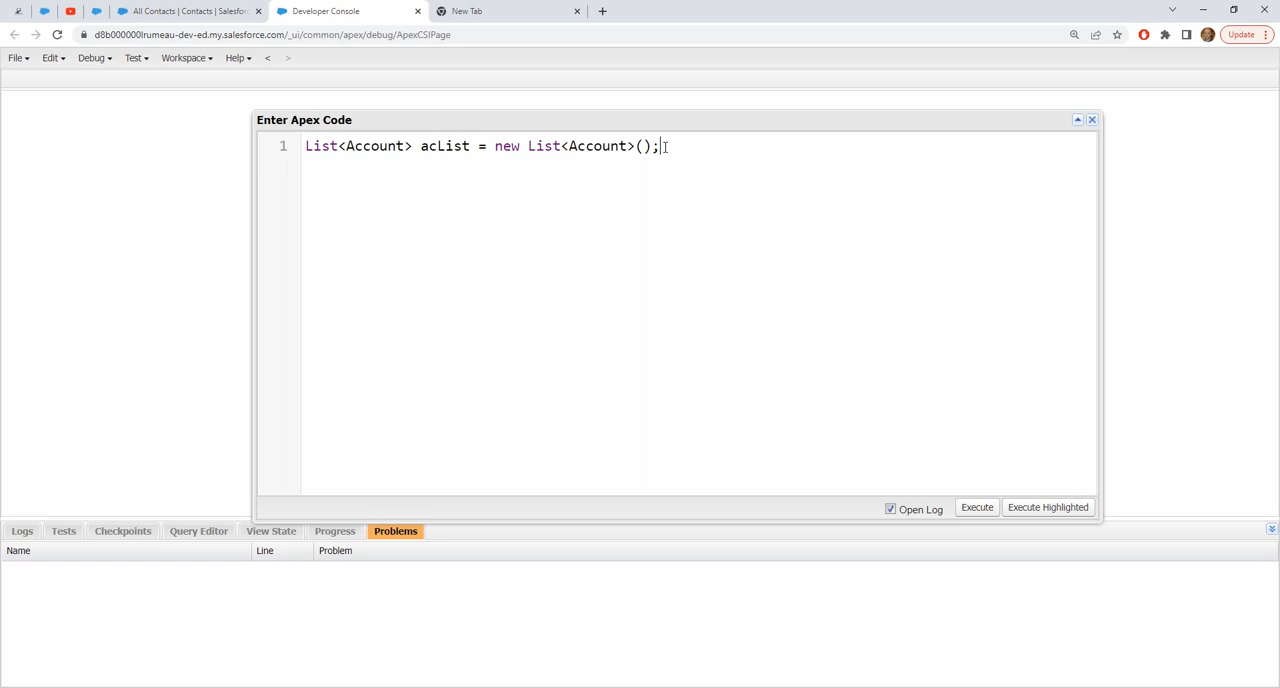 All Contacts | Contacts | Salesforc
Developer Console
New Tab
d8b000000lrumeau-dev-ed.my.salesforce.com/_ui/common/apex/debug/ApexCSIPage
Update
File Edit Debug Test Workspace Help < >
Enter Apex Code
1 List<Account> acList = new List<Account>();
Open Log Execute Execute Highlighted
Logs Tests Checkpoints Query Editor View State Progress Problems
Name Line Problem